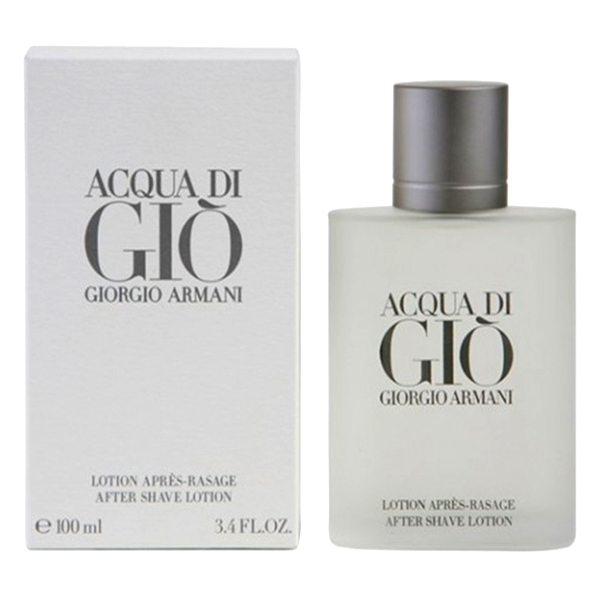 ACQUA DI
GIÒ
GIORGIO ARMANI
LOTION APRÈS-RASAGE
AFTER SHAVE LOTION
℮ 100 ml 3.4 FL.OZ.
ACQUA DI
GIÒ
GIORGIO ARMANI
LOTION APRÈS-RASAGE
AFTER SHAVE LOTION